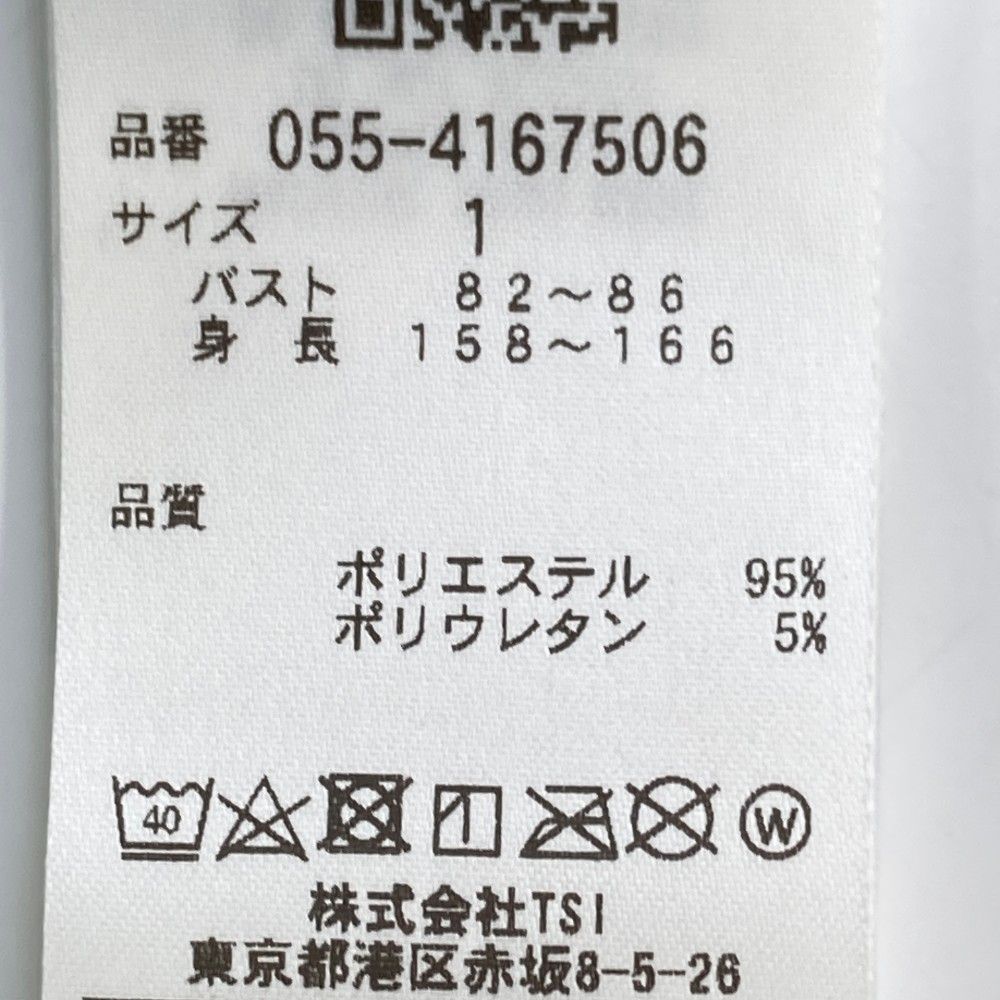 品番 055-4167506
サイズ 1
バスト 82～86
身長 158～166
品質
ポリエステル 95%
ポリウレタン 5%
40 W
株式会社TSI
東京都港区赤坂8-5-26